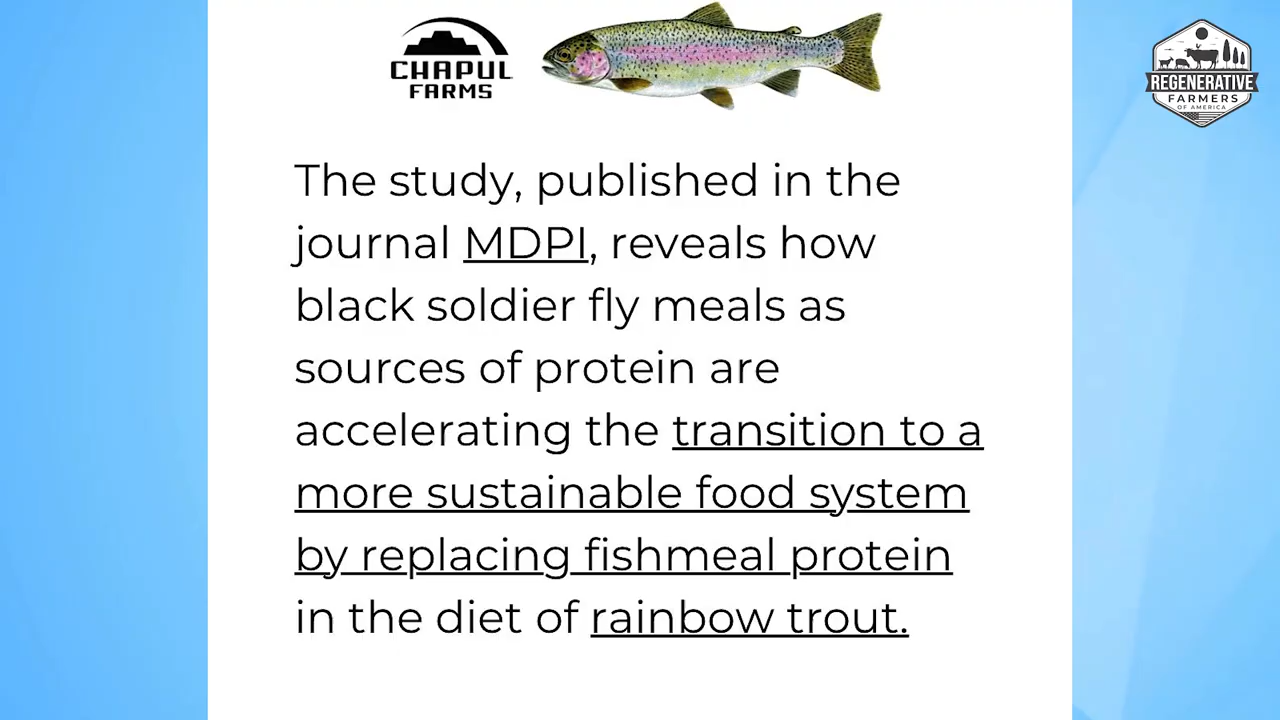 CHAPUL
FARMS
REGENERATIVE
FARMERS
OF AMERICA
The study, published in the
journal MDPI, reveals how
black soldier fly meals as
sources of protein are
accelerating the transition to a
more sustainable food system
by replacing fishmeal protein
in the diet of rainbow trout.